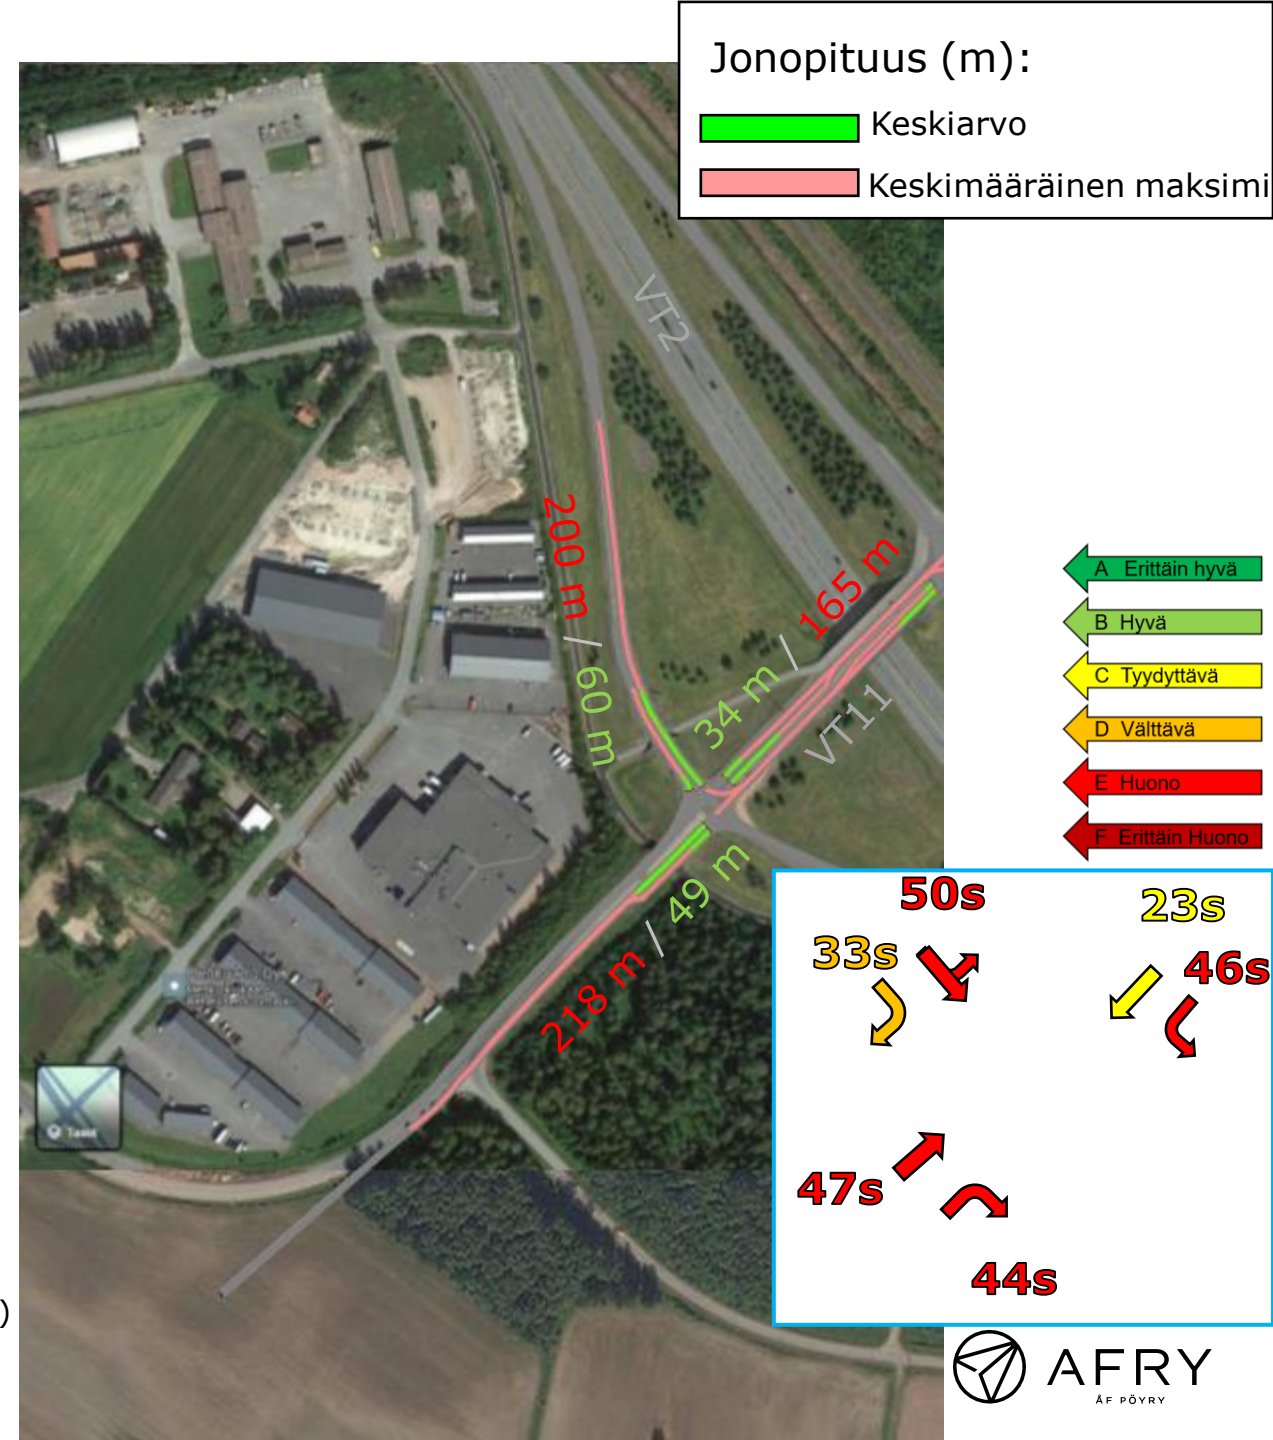 Jonopituus (m):
Keskiarvo
Keskimääräinen maksimi
VT2
200 m / 60 m
34 m / 165 m
VT11
218 m / 49 m
A Erittäin hyvä
B Hyvä
C Tyydyttävä
D Välttävä
E Huono
F Erittäin Huono
50s
23s
33s
46s
47s
44s
)
AFRY
ÅF PÖYRY